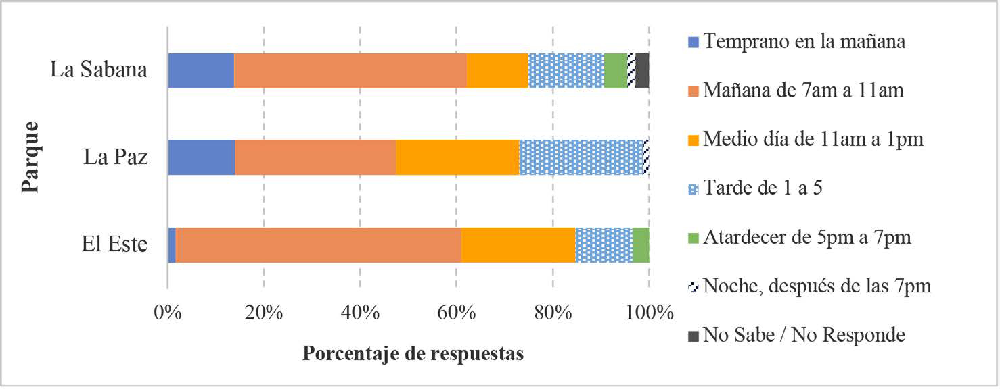 La Sabana
La Paz
El Este
Parque
0% 20% 40% 60% 80% 100%
Porcentaje de respuestas
Temprano en la mañana
Mañana de 7am a 11am
Medio día de 11am a 1pm
Tarde de 1 a 5
Atardecer de 5pm a 7pm
Noche, después de las 7pm
No Sabe / No Responde